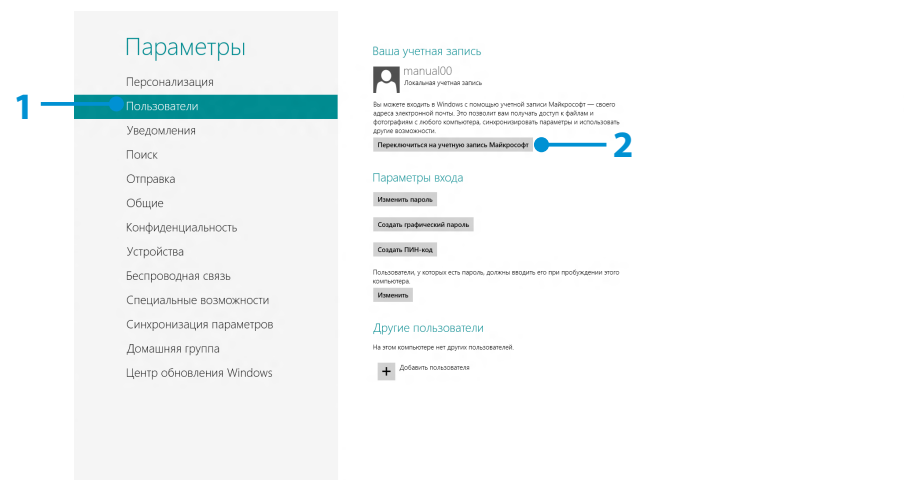 Параметры
Персонализация
1
Пользователи
Уведомления
Поиск
Отправка
Общие
Конфиденциальность
Устройства
Беспроводная связь
Специальные возможности
Синхронизация параметров
Домашняя группа
Центр обновления Windows
Ваша учетная запись
manual00
Локальная учетная запись
Вы можете входить в Windows с помощью учетной записи Майкрософт — своего
адреса электронной почты. Это позволит вам получать доступ к файлам и
фотографиям с любого компьютера, синхронизировать параметры и использовать
другие возможности.
Переключиться на учетную запись Майкрософт
2
Параметры входа
Изменить пароль
Создать графический пароль
Создать ПИН-код
Пользователи, у которых есть пароль, должны вводить его при пробуждении этого
компьютера.
Изменить
Другие пользователи
На этом компьютере нет других пользователей.
Добавить пользователя